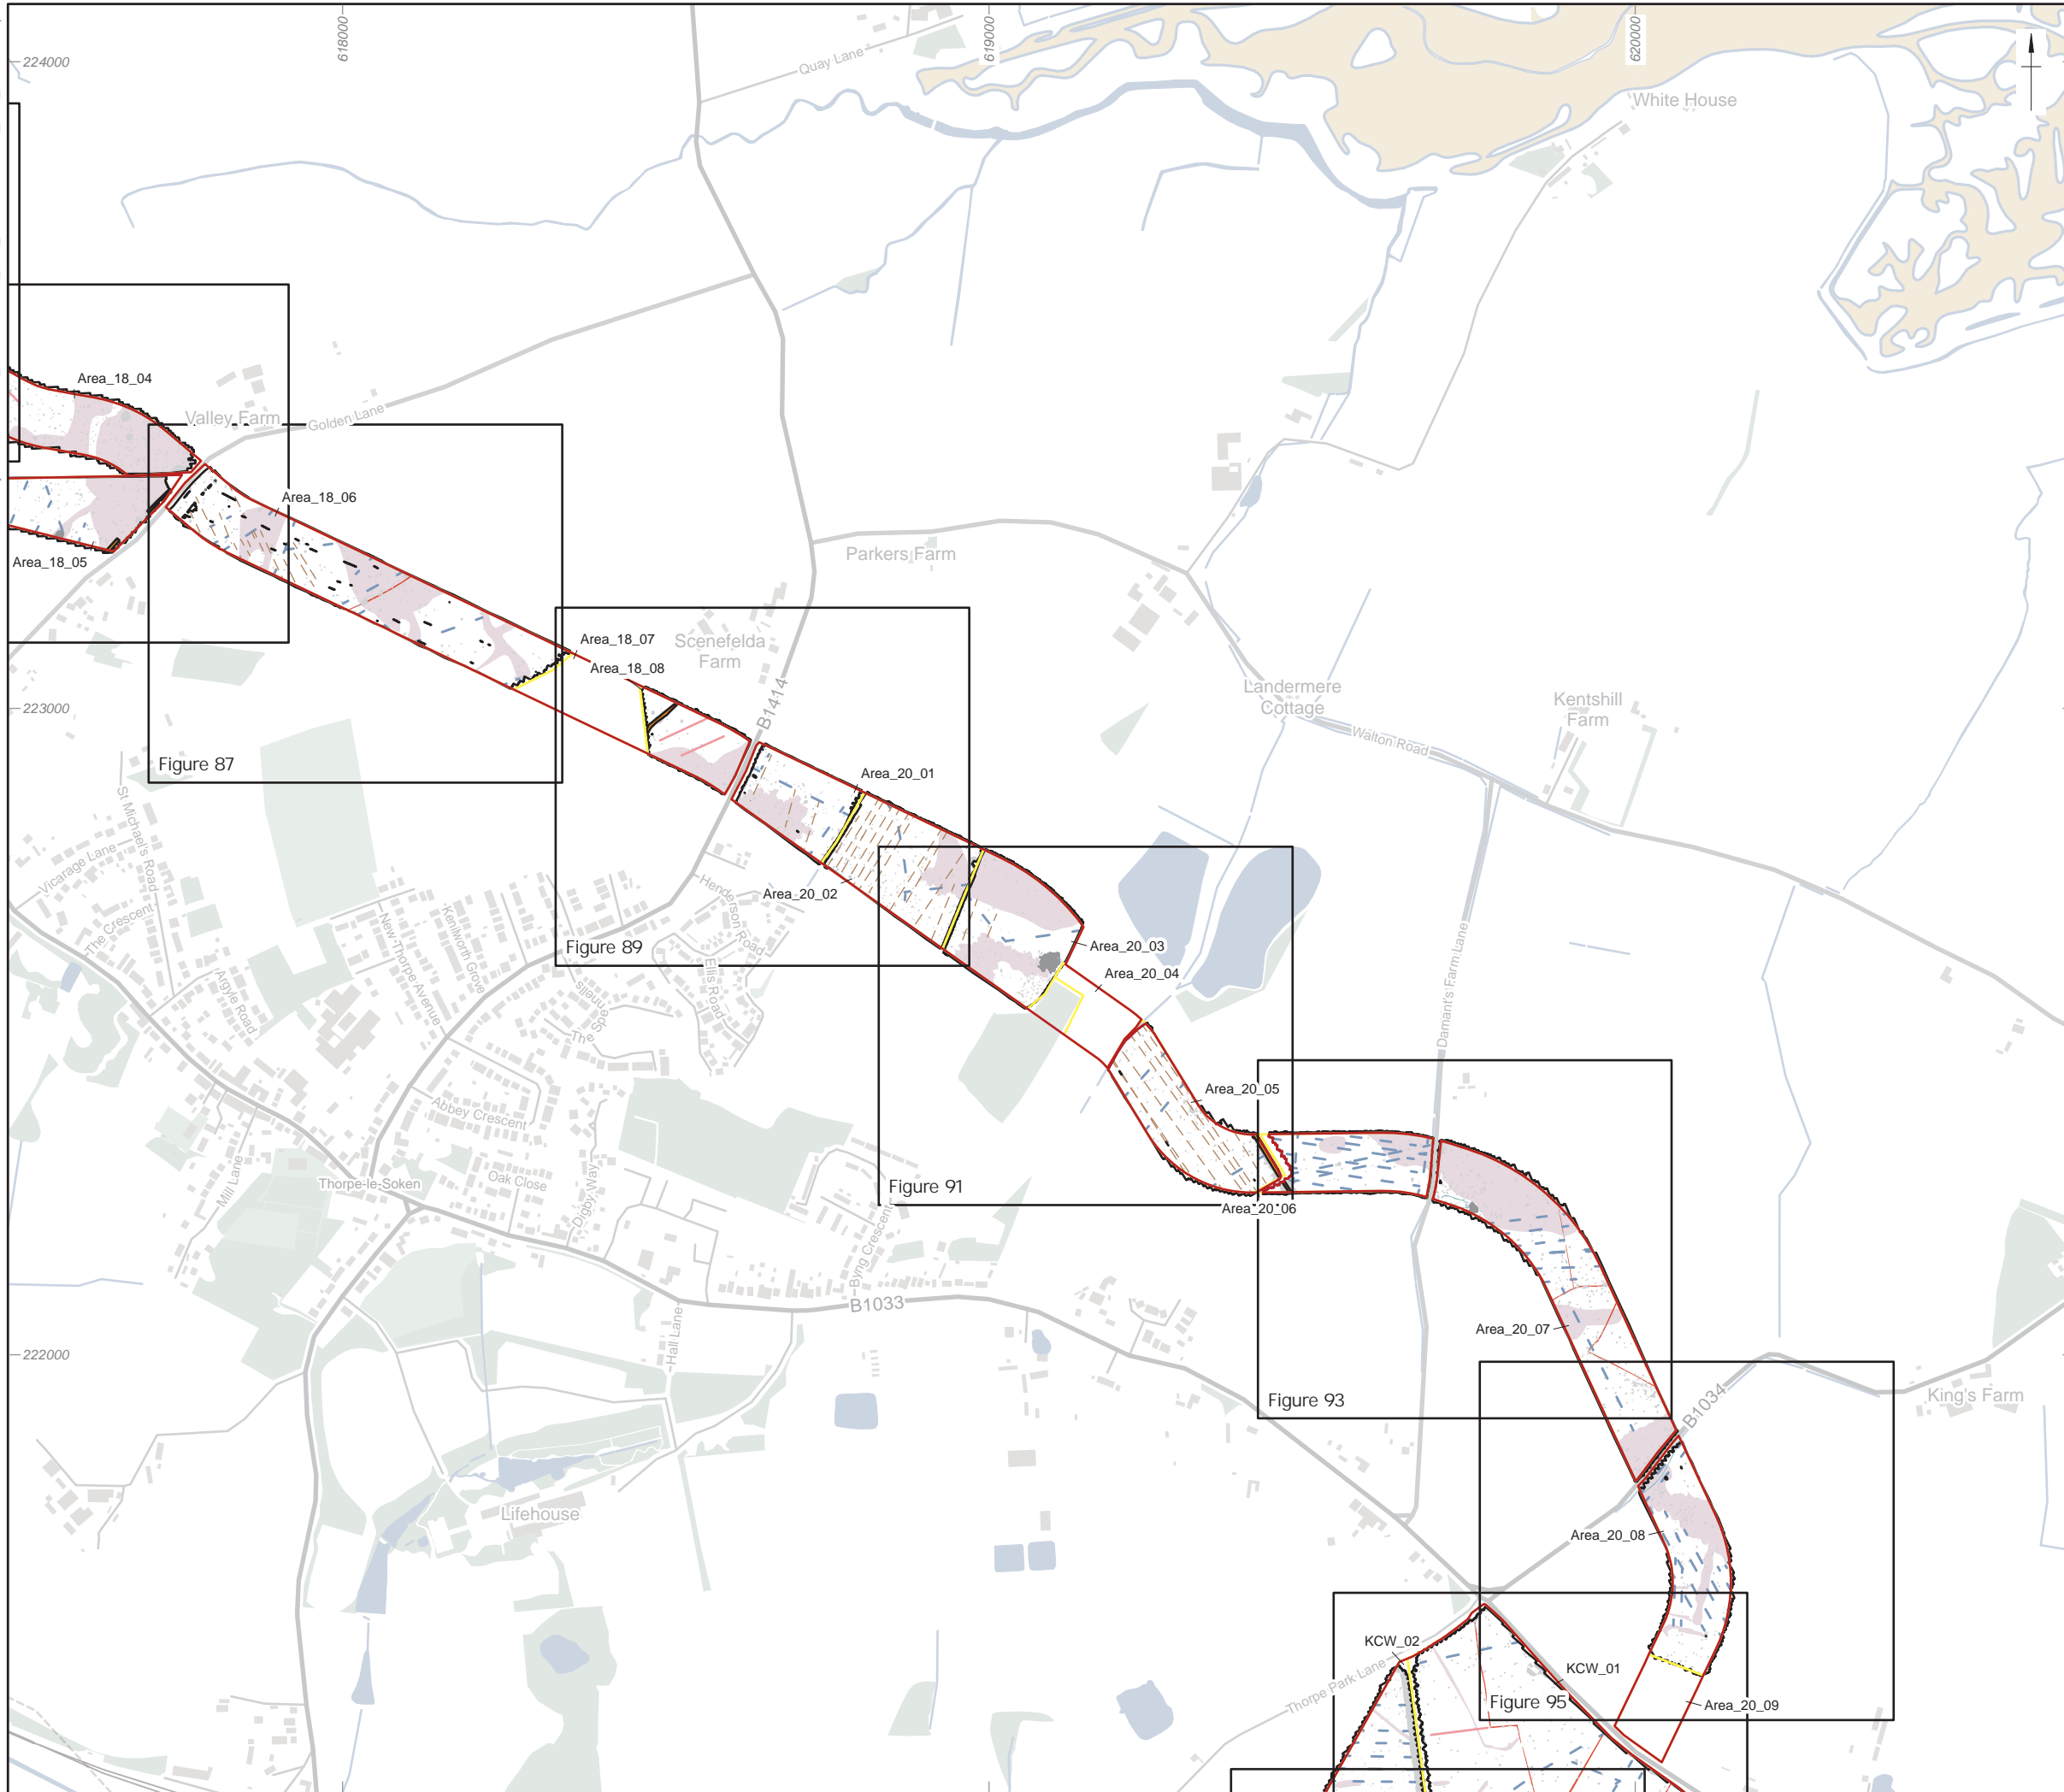 618000
619000
620000
224000
Quay Lane
White House
Area_18_04
Valley Farm
Golden Lane
Area_18_06
Area_18_05
Parkers Farm
Area_18_07
Scenefelda
Farm
Area_18_08
Landermere
Cottage
Kentshill
Farm
223000
B1414
Walton Road
Figure 87
Area_20_01
St Michael's Road
Vicarage Lane
Area_20_02
Henderson Road
The Crescent
New Thorpe Avenue
Kenilworth Grove
Figure 89
Area_20_03
Area_20_04
Ellis Road
Argyle Road
The Spennells
Damant's Farm Lane
Area_20_05
Abbey Crescent
Oak Close
Thorpe-le-Soken
Mill Lane
Digby Way
Figure 91
Area_20_06
Byng Crescent
B1033
Hall Lane
Area_20_07
222000
Figure 93
B1034
King's Farm
Lifehouse
Area_20_08
KCW_02
KCW_01
Thorpe Park Lane
Figure 95
Area_20_09